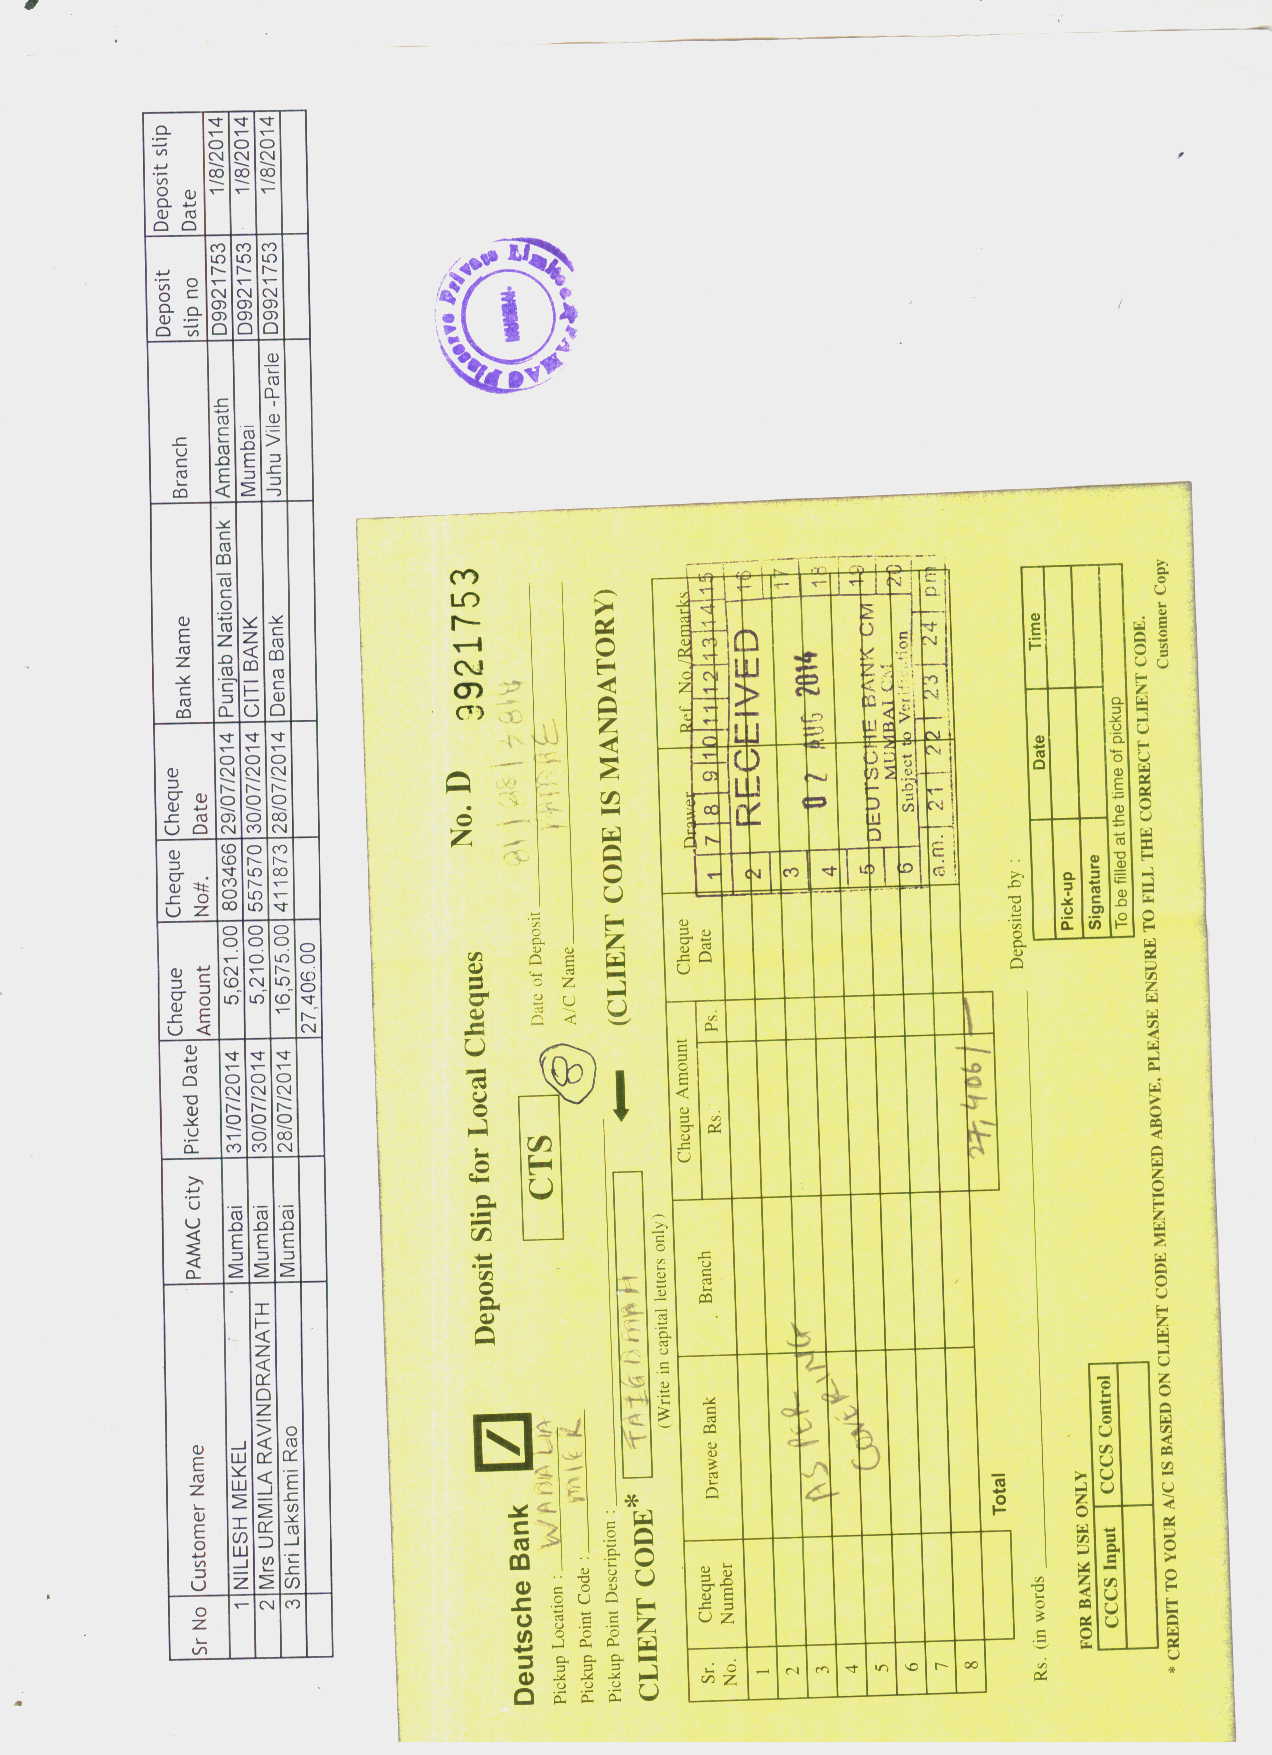 Sr No Customer Name PAMAC city Picked Date Cheque Amount Cheque No#. Cheque Date Bank Name Branch Deposit slip no Deposit slip Date
1 NILESH MEKEL Mumbai 31/07/2014 5,621.00 803466 29/07/2014 Punjab National Bank Ambarnath D9921753 1/8/2014
2 Mrs URMILA RAVINDRANATH Mumbai 30/07/2014 5,210.00 557570 30/07/2014 CITI BANK Mumbai D9921753 1/8/2014
3 Shri Lakshmi Rao Mumbai 28/07/2014 16,575.00 411873 28/07/2014 Dena Bank Juhu Vile -Parle D9921753 1/8/2014
27,406.00
PAMAC Finserve Private Limited
MUMBAI
Deutsche Bank Deposit Slip for Local Cheques No. D 9921753
Pickup Location : WADALA CTS 8 Date of Deposit
Pickup Point Code : A/C Name
Pickup Point Description :
CLIENT CODE* (CLIENT CODE IS MANDATORY)
(Write in capital letters only)
Sr. No. Cheque Number Drawee Bank Branch Cheque Amount Rs. Ps. Cheque Date Drawer Ref. No./Remarks
1
2
3
4
5
6
7
8
AS PER
COVERING
1 7 8 9 10 11 12 13 14 15
2 RECEIVED 16
3 17
4 02 AUG 2014 18
5 DEUTSCHE BANK CM 19
MUMBAI
6 Subject to Verification 20
a.m. 21 22 23 24 pm
Total 27,406/-
Rs. (in words Deposited by :
Date Time
Pick-up
Signature
To be filled at the time of pickup
FOR BANK USE ONLY
CCCS Input CCCS Control
* CREDIT TO YOUR A/C IS BASED ON CLIENT CODE MENTIONED ABOVE, PLEASE ENSURE TO FILL THE CORRECT CLIENT CODE.
Customer Copy